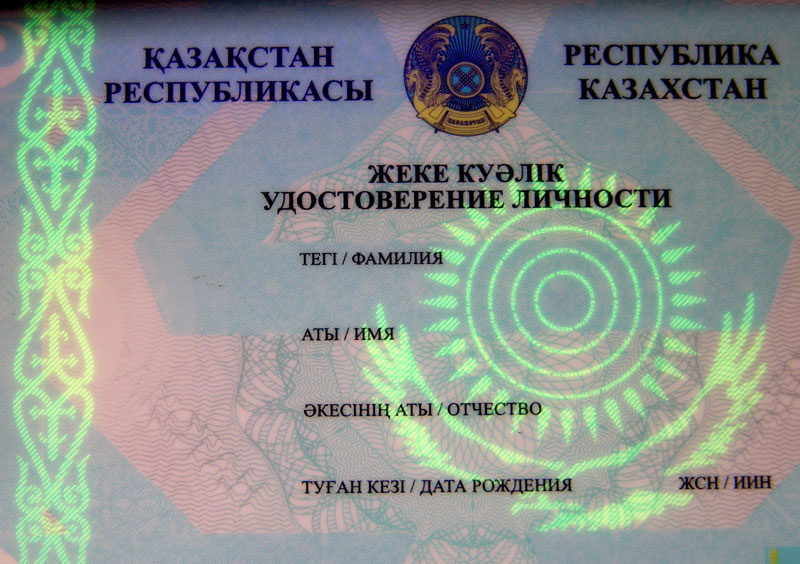 ҚАЗАҚСТАН
РЕСПУБЛИКАСЫ
РЕСПУБЛИКА
КАЗАХСТАН
ЖЕКЕ КУӘЛІК
УДОСТОВЕРЕНИЕ ЛИЧНОСТИ
ТЕГІ / ФАМИЛИЯ
АТЫ / ИМЯ
ӘКЕСІНІҢ АТЫ / ОТЧЕСТВО
ТУҒАН КЕЗІ / ДАТА РОЖДЕНИЯ
ЖСН / ИИН